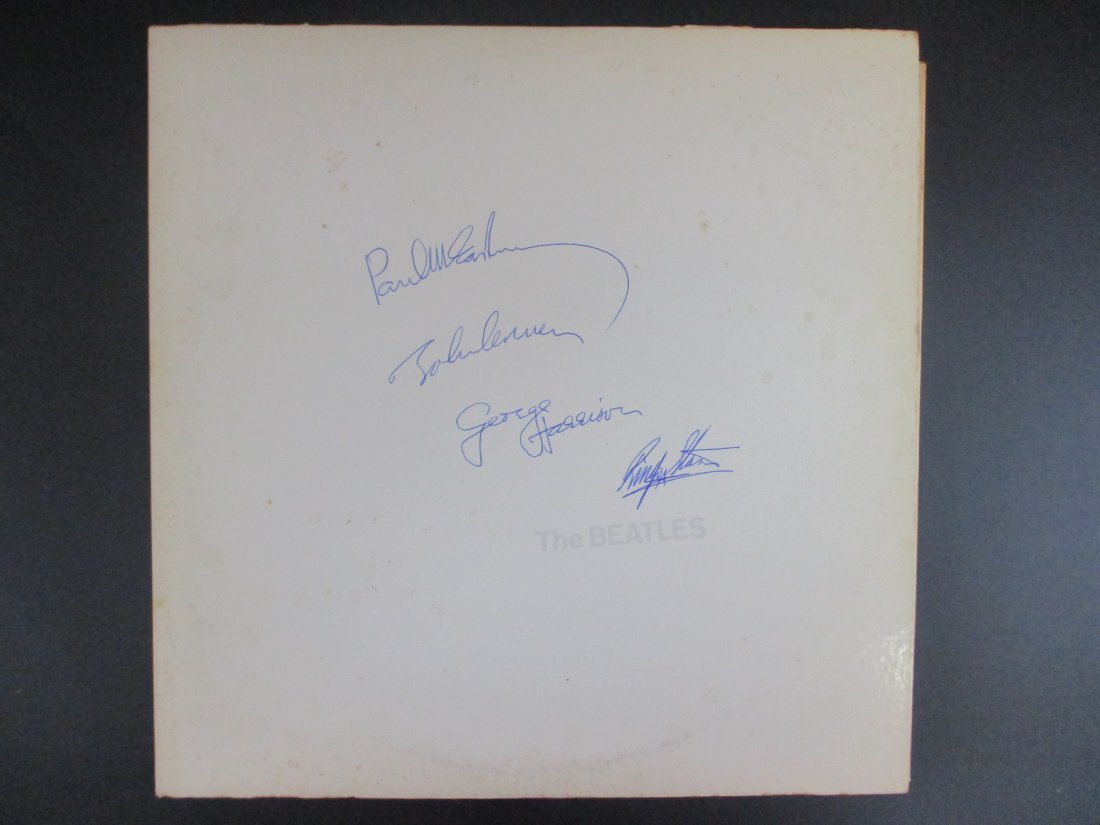 Paul McCartney
John Lennon
George Harrison
Ringo Starr
The BEATLES